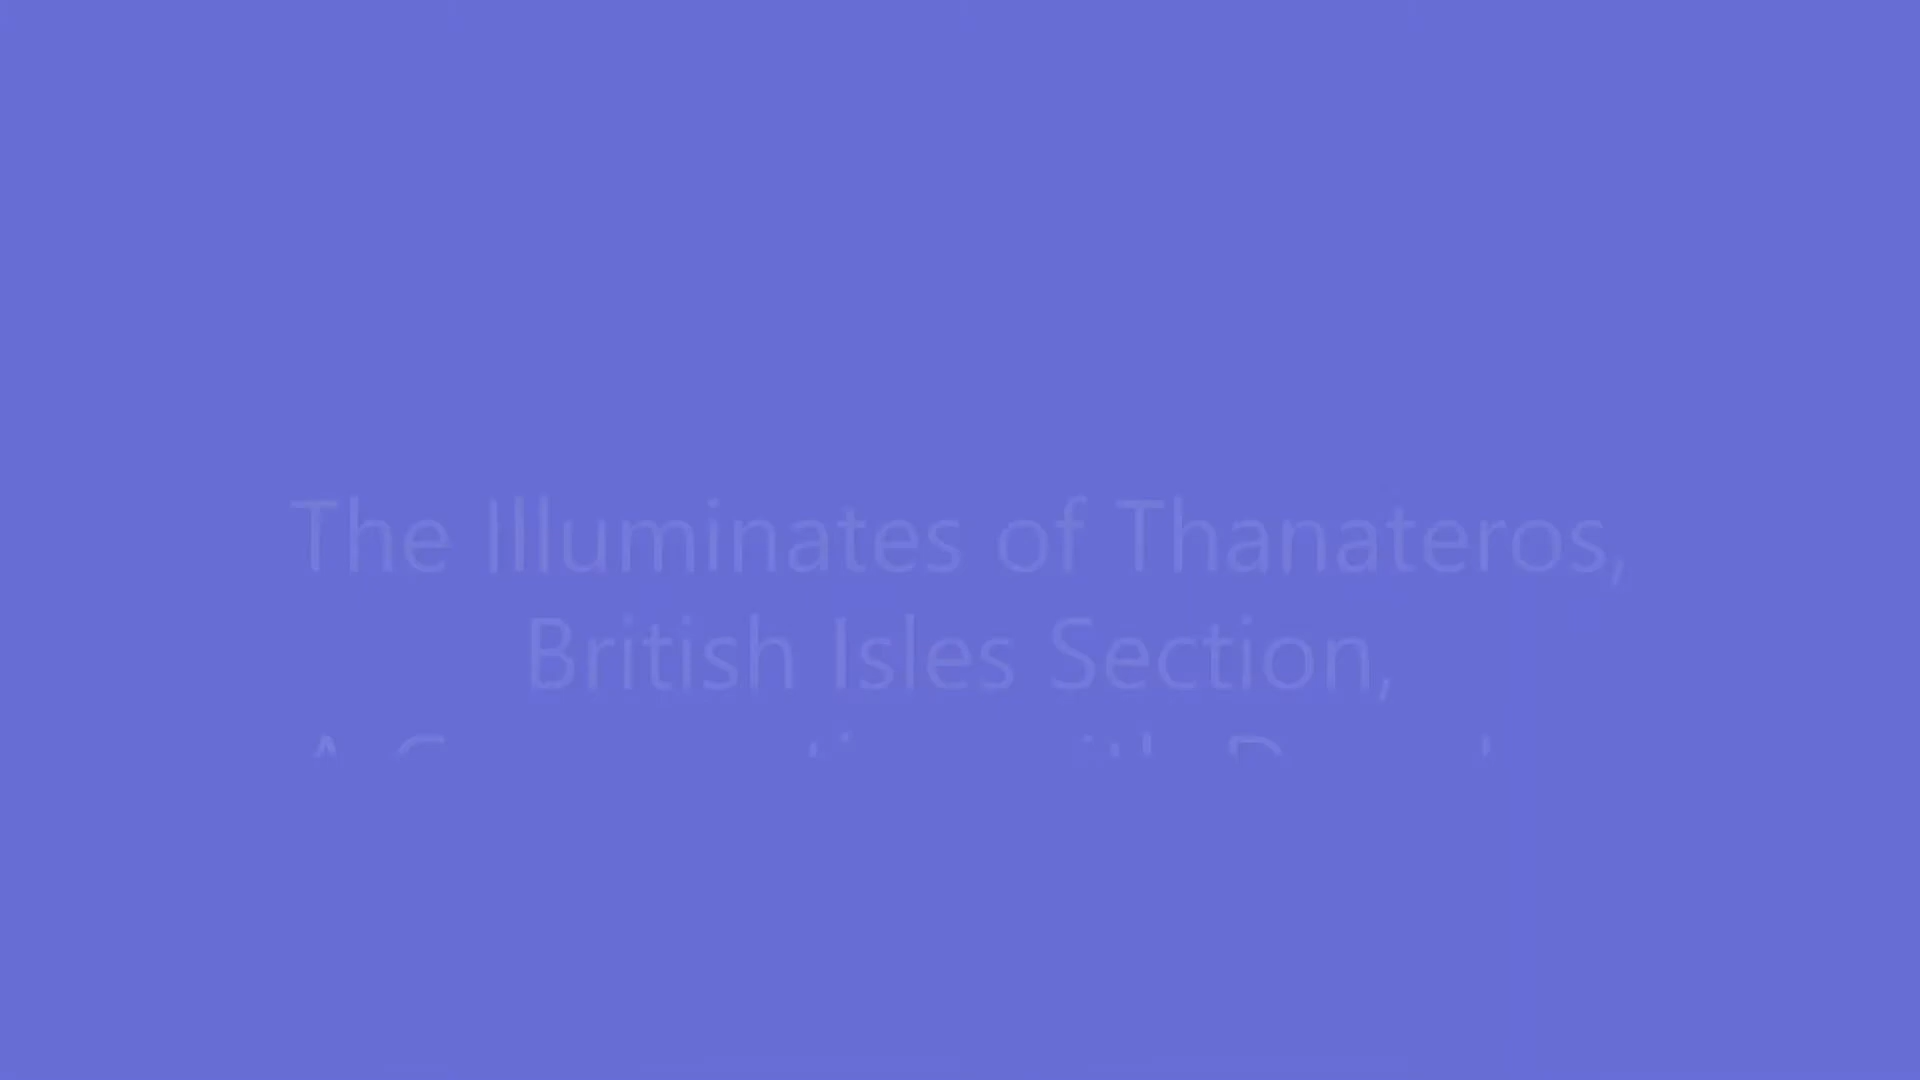 The Illuminates of Thanateros,
British Isles Section,
A